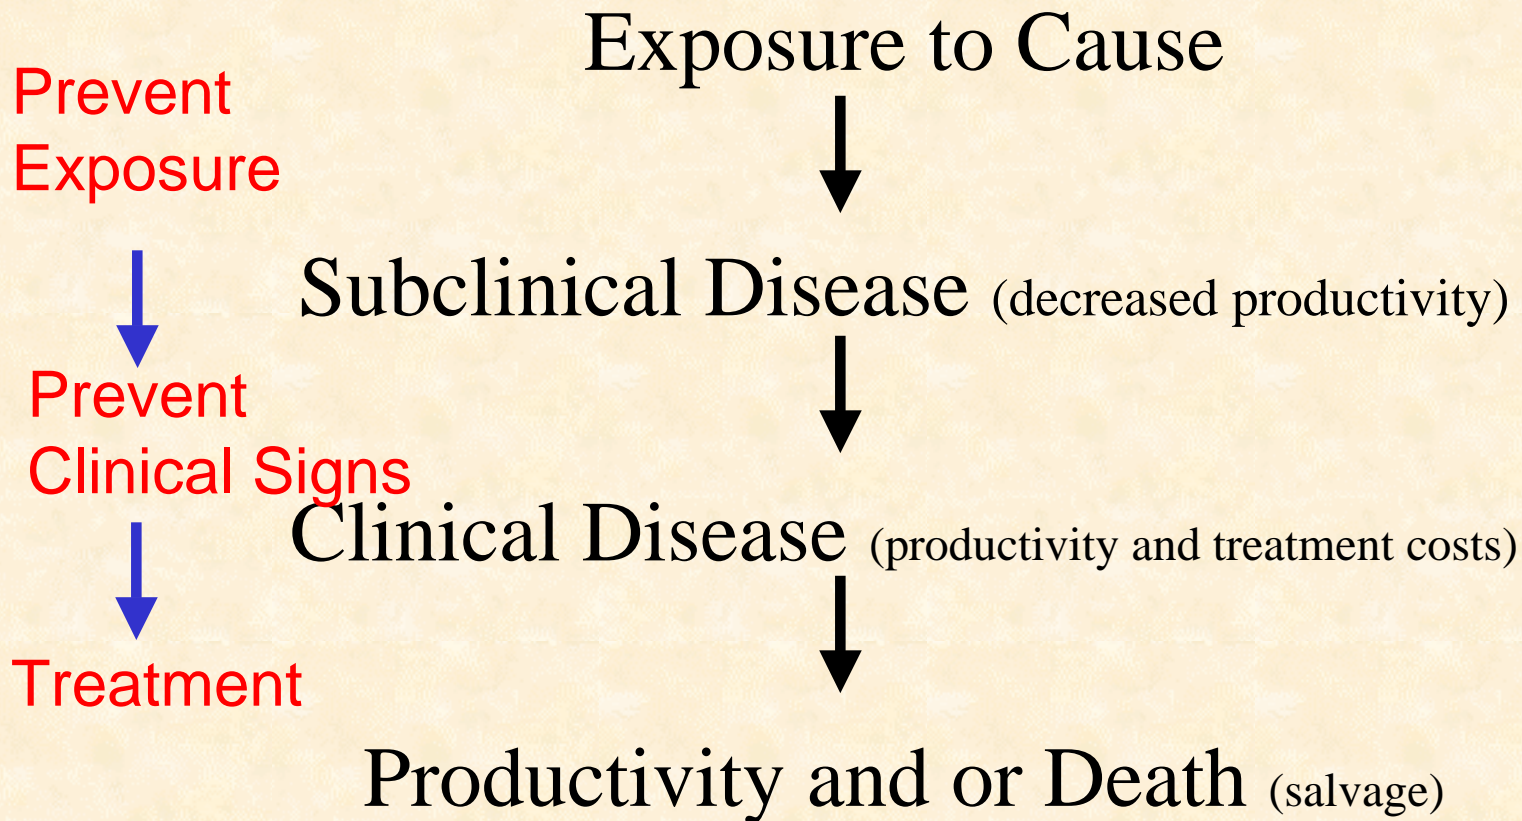 Exposure to Cause
Prevent
Exposure
Subclinical Disease (decreased productivity)
Prevent
Clinical Signs
Clinical Disease (productivity and treatment costs)
Treatment
Productivity and or Death (salvage)